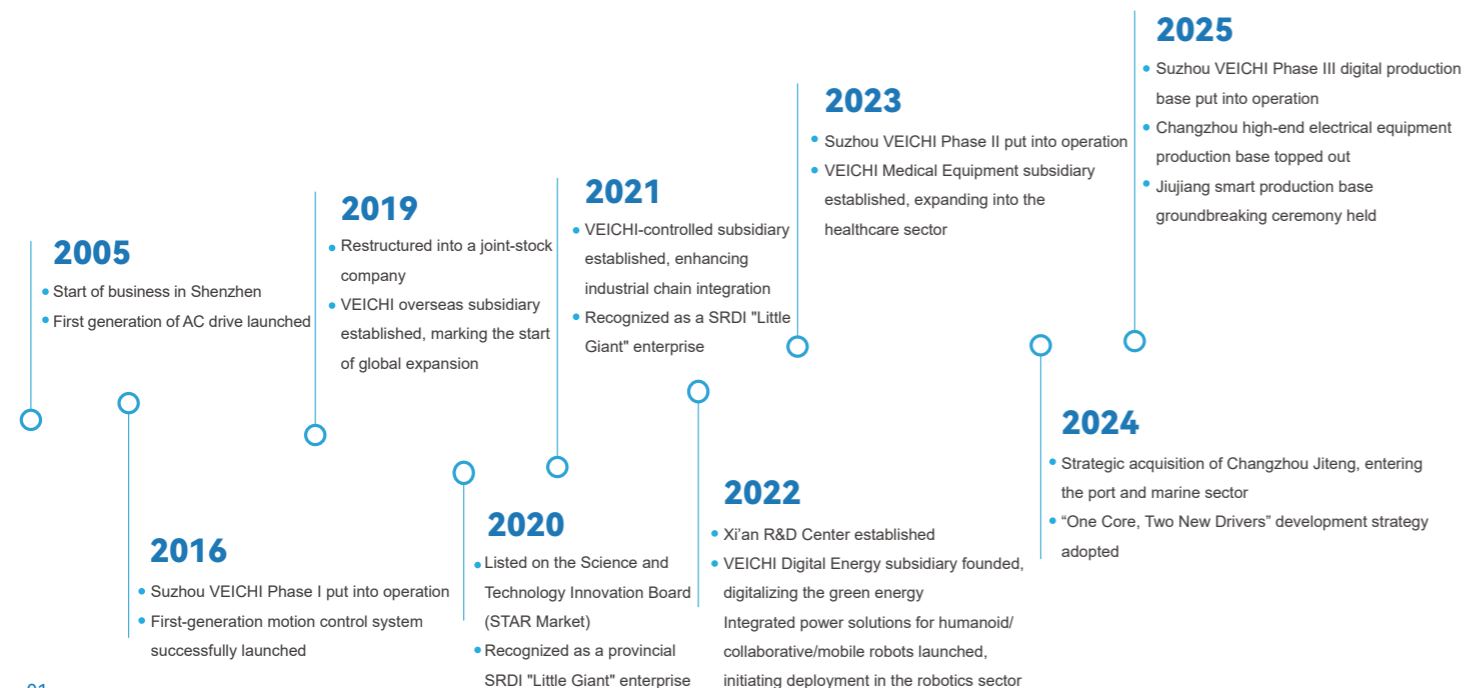 2005
Start of business in Shenzhen
First generation of AC drive launched
2016
Suzhou VEICHI Phase I put into operation
First-generation motion control system
successfully launched
2019
Restructured into a joint-stock
company
VEICHI overseas subsidiary
established, marking the start
of global expansion
2020
Listed on the Science and
Technology Innovation Board
(STAR Market)
Recognized as a provincial
SRDI "Little Giant" enterprise
2021
VEICHI-controlled subsidiary
established, enhancing
industrial chain integration
Recognized as a SRDI "Little
Giant" enterprise
2022
Xi’an R&D Center established
VEICHI Digital Energy subsidiary founded,
digitalizing the green energy
Integrated power solutions for humanoid/
collaborative/mobile robots launched,
initiating deployment in the robotics sector
2023
Suzhou VEICHI Phase II put into operation
VEICHI Medical Equipment subsidiary
established, expanding into the
healthcare sector
2024
Strategic acquisition of Changzhou Jiteng, entering
the port and marine sector
“One Core, Two New Drivers” development strategy
adopted
2025
Suzhou VEICHI Phase III digital production
base put into operation
Changzhou high-end electrical equipment
production base topped out
Jiujiang smart production base
groundbreaking ceremony held